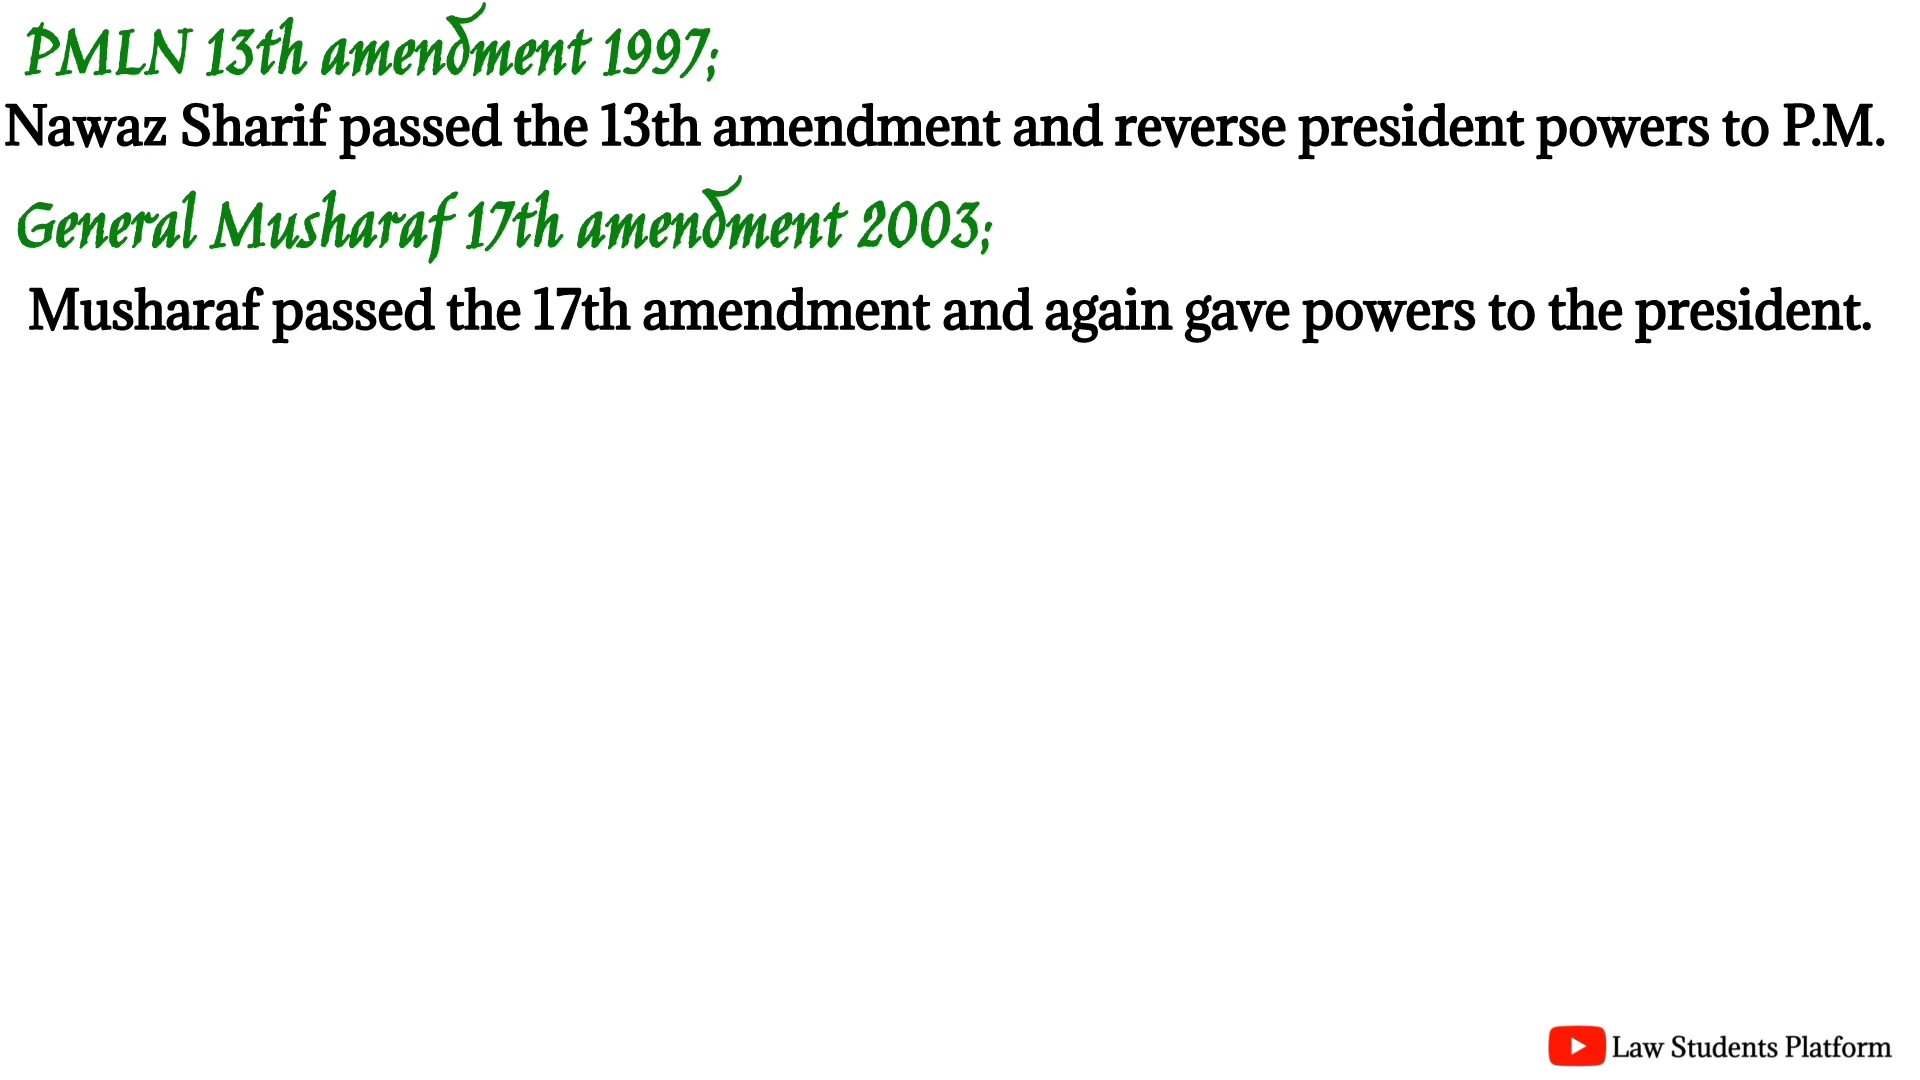 PMLN 13th amendment 1997;
Nawaz Sharif passed the 13th amendment and reverse president powers to P.M.
General Musharaf 17th amendment 2003;
Musharaf passed the 17th amendment and again gave powers to the president.
Law Students Platform